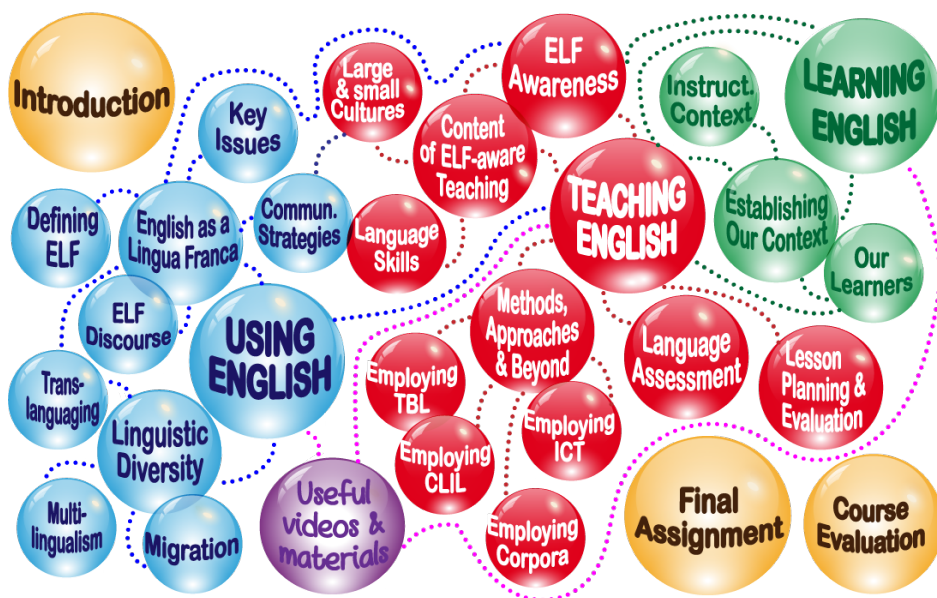 Introduction
Key
Issues
Large
& small
Cultures
ELF
Awareness
Instruct.
Context
LEARNING
ENGLISH
Content
of ELF-aware
Teaching
Defining
ELF
English as a
Lingua Franca
Commun.
Strategies
Language
Skills
TEACHING
ENGLISH
Establishing
Our Context
Our
Learners
ELF
Discourse
USING
ENGLISH
Methods,
Approaches
& Beyond
Language
Assessment
Lesson
Planning &
Evaluation
Trans-
languaging
Employing
TBL
Linguistic
Diversity
Employing
CLIL
Employing
ICT
Multi-
lingualism
Migration
Useful
videos &
materials
Employing
Corpora
Final
Assignment
Course
Evaluation